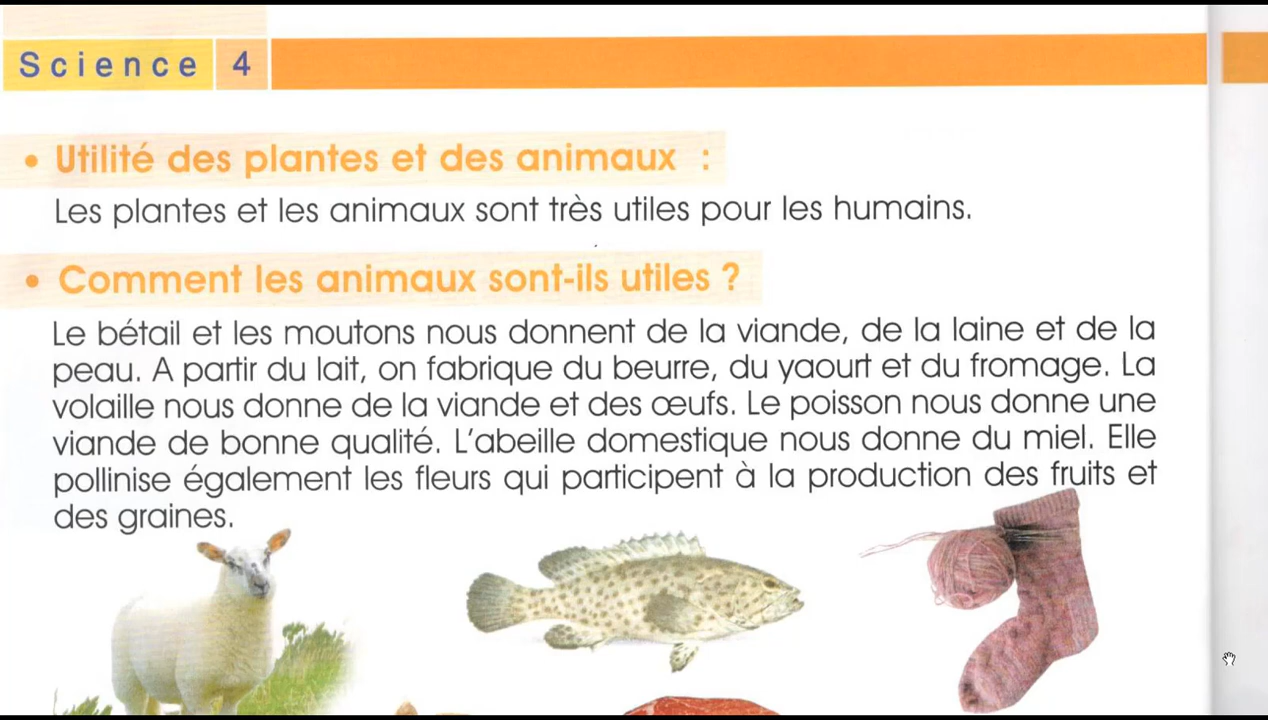 Science 4
• Utilité des plantes et des animaux :
Les plantes et les animaux sont très utiles pour les humains.
• Comment les animaux sont-ils utiles ?
Le bétail et les moutons nous donnent de la viande, de la laine et de la
peau. A partir du lait, on fabrique du beurre, du yaourt et du fromage. La
volaille nous donne de la viande et des œufs. Le poisson nous donne une
viande de bonne qualité. L'abeille domestique nous donne du miel. Elle
pollinise également les fleurs qui participent à la production des fruits et
des graines.